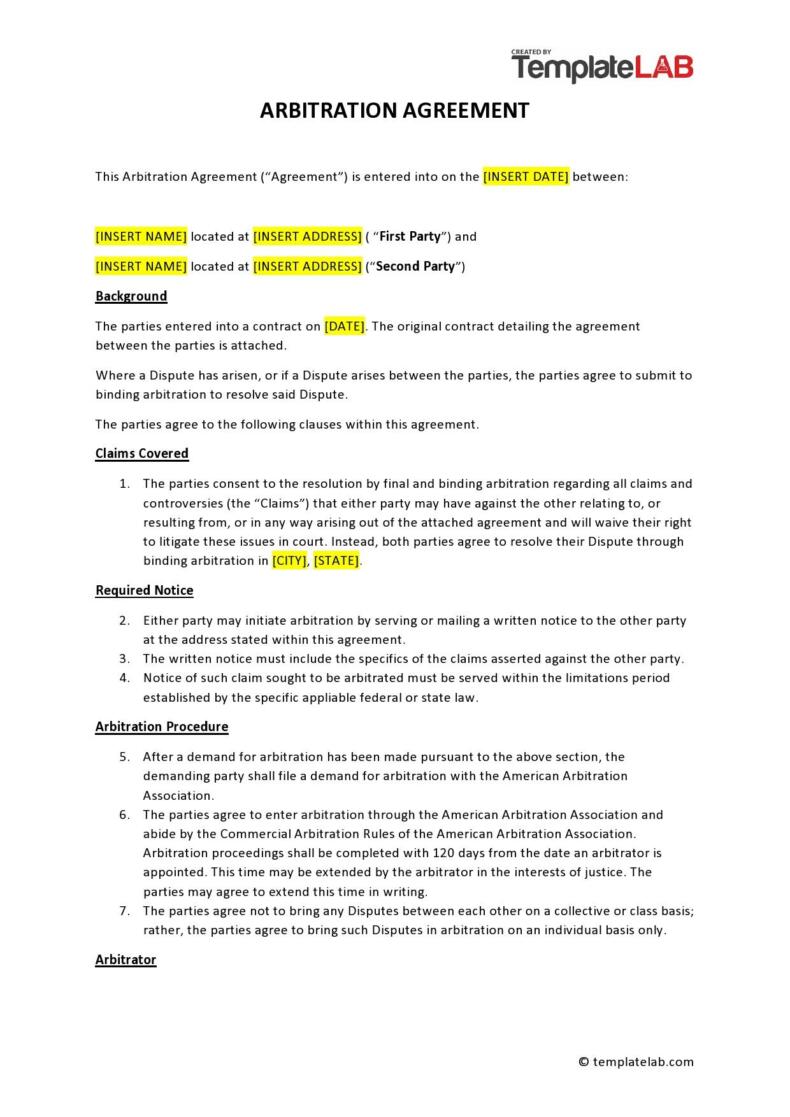 CREATED BY
TemplateLAB
ARBITRATION AGREEMENT
This Arbitration Agreement (“Agreement”) is entered into on the [INSERT DATE] between:
[INSERT NAME] located at [INSERT ADDRESS] ( “First Party”) and
[INSERT NAME] located at [INSERT ADDRESS] (“Second Party”)
Background
The parties entered into a contract on [DATE]. The original contract detailing the agreement
between the parties is attached.
Where a Dispute has arisen, or if a Dispute arises between the parties, the parties agree to submit to
binding arbitration to resolve said Dispute.
The parties agree to the following clauses within this agreement.
Claims Covered
1. The parties consent to the resolution by final and binding arbitration regarding all claims and
controversies (the “Claims”) that either party may have against the other relating to, or
resulting from, or in any way arising out of the attached agreement and will waive their right
to litigate these issues in court. Instead, both parties agree to resolve their Dispute through
binding arbitration in [CITY], [STATE].
Required Notice
2. Either party may initiate arbitration by serving or mailing a written notice to the other party
at the address stated within this agreement.
3. The written notice must include the specifics of the claims asserted against the other party.
4. Notice of such claim sought to be arbitrated must be served within the limitations period
established by the specific appliable federal or state law.
Arbitration Procedure
5. After a demand for arbitration has been made pursuant to the above section, the
demanding party shall file a demand for arbitration with the American Arbitration
Association.
6. The parties agree to enter arbitration through the American Arbitration Association and
abide by the Commercial Arbitration Rules of the American Arbitration Association.
Arbitration proceedings shall be completed with 120 days from the date an arbitrator is
appointed. This time may be extended by the arbitrator in the interests of justice. The
parties may agree to extend this time in writing.
7. The parties agree not to bring any Disputes between each other on a collective or class basis;
rather, the parties agree to bring such Disputes in arbitration on an individual basis only.
Arbitrator
© templatelab.com